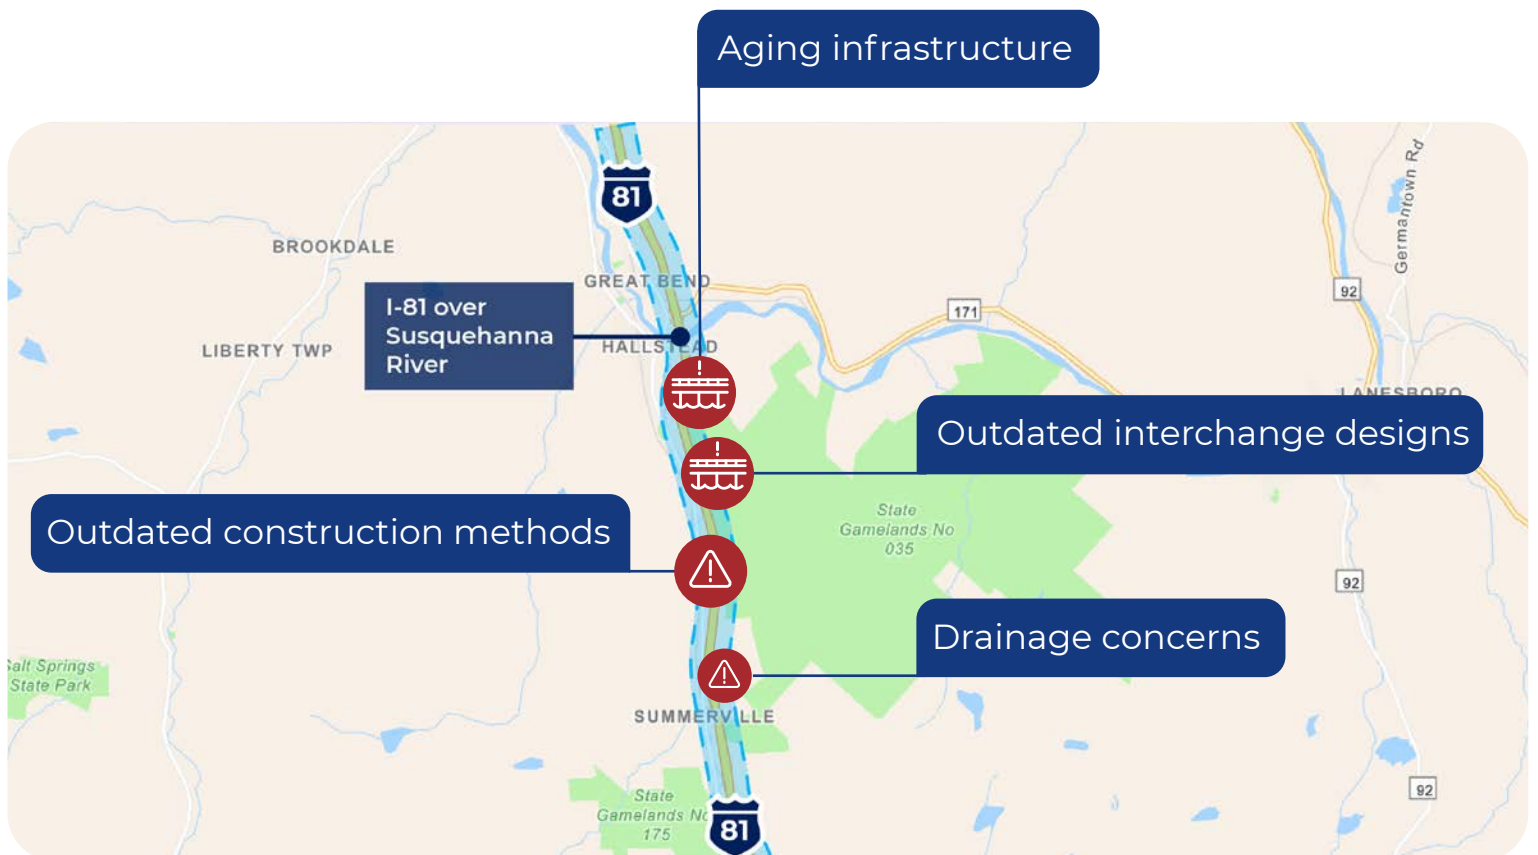 Aging infrastructure
81
Germantown Rd
BROOKDALE
GREAT BEND
92
I-81 over
Susquehanna
River
171
LIBERTY TWP
HALLSTEAD
LANESBORO
Outdated interchange designs
State
Gamelands No
035
Outdated construction methods
92
Drainage concerns
Salt Springs
State Park
SUMMERVILLE
92
State
Gamelands No
175
81